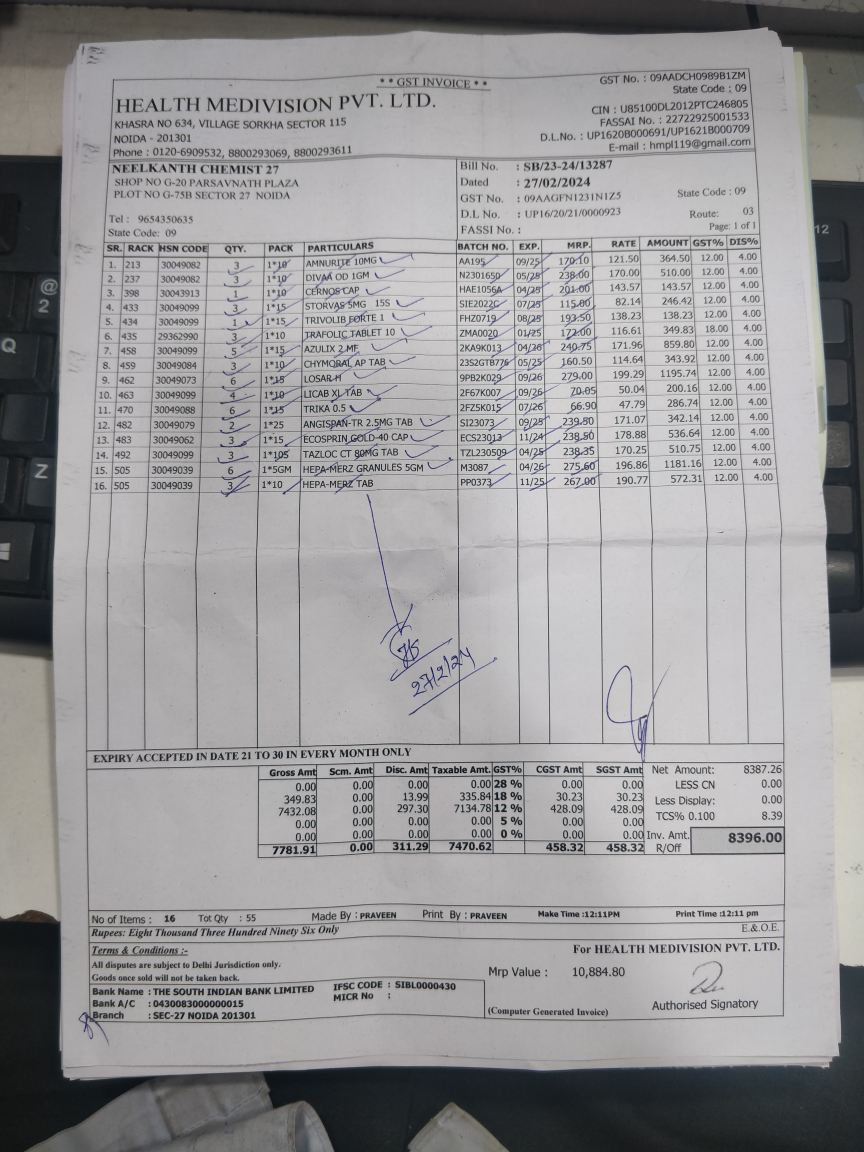 * * GST INVOICE * *
GST No. : 09AADCH0989B1ZM
State Code : 09
HEALTH MEDIVISION PVT. LTD.
CIN : U85100DL2012PTC246805
KHASRA NO 634, VILLAGE SORKHA SECTOR 115
FASSAI No. : 22722925001533
NOIDA - 201301
D.L.No. : UP1620B000691/UP1621B000709
Phone : 0120-6909532, 8800293069, 8800293611
E-mail : hmpl119@gmail.com
NEELKANTH CHEMIST 27
SHOP NO G-20 PARSAVNATH PLAZA
PLOT NO G-75B SECTOR 27 NOIDA
Tel : 9654350635
State Code: 09
Bill No. : SB/23-24/13287
Dated : 27/02/2024
GST No. : 09AAGFN1231N1Z5 State Code : 09
D.L No. : UP16/20/21/0000923 Route: 03
FASSI No. : Page: 1 of 1
SR. RACK HSN CODE QTY. PACK PARTICULARS BATCH NO. EXP. MRP. RATE AMOUNT GST% DIS%
1. 213 30049082 3 1*10 AMNURITE 10MG AA195 09/25 170.10 121.50 364.50 12.00 4.00
2. 237 30049082 3 1*10 DIVAA OD 1GM N2301650 05/28 238.00 170.00 510.00 12.00 4.00
3. 398 30043913 1 1*10 CERNOS CAP HAE1056A 04/25 201.00 143.57 143.57 12.00 4.00
4. 433 30049099 3 1*15 STORVAS 5MG 15S SIE2022C 07/25 115.00 82.14 246.42 12.00 4.00
5. 434 30049099 1 1*15 TRIVOLIB FORTE 1 FHZ0719 08/25 193.50 138.23 138.23 12.00 4.00
6. 435 29362990 3 1*10 TRAFOLIC TABLET 10 ZMA0020 01/25 172.00 116.61 349.83 18.00 4.00
7. 458 30049099 5 1*15 AZULIX 2 MF 2KA9K013 04/26 240.75 171.96 859.80 12.00 4.00
8. 459 30049084 3 1*10 CHYMORAL AP TAB 23S2GTB776 05/25 160.50 114.64 343.92 12.00 4.00
9. 462 30049073 6 1*15 LOSAR H 9PB2K029 09/26 279.00 199.29 1195.74 12.00 4.00
10. 463 30049099 4 1*10 LICAB XL TAB 2F67K007 09/26 70.05 50.04 200.16 12.00 4.00
11. 470 30049088 6 1*15 TRIKA 0.5 2FZ5K015 07/26 66.90 47.79 286.74 12.00 4.00
12. 482 30049079 2 1*25 ANGISPAN-TR 2.5MG TAB SI23073 09/25 239.50 171.07 342.14 12.00 4.00
13. 483 30049062 3 1*15 ECOSPRIN GOLD-40 CAP ECS23013 11/24 238.50 178.88 536.64 12.00 4.00
14. 492 30049099 3 1*10S TAZLOC CT 80MG TAB TZL230509 04/25 238.35 170.25 510.75 12.00 4.00
15. 505 30049039 6 1*5GM HEPA-MERZ GRANULES 5GM M3087 04/26 275.60 196.86 1181.16 12.00 4.00
16. 505 30049039 3 1*10 HEPA-MERZ TAB PP0373 11/25 267.00 190.77 572.31 12.00 4.00
27/2/24
EXPIRY ACCEPTED IN DATE 21 TO 30 IN EVERY MONTH ONLY
Gross Amt Scm. Amt Disc. Amt Taxable Amt. GST% CGST Amt SGST Amt
0.00 0.00 0.00 0.00 28 % 0.00 0.00
349.83 0.00 13.99 335.84 18 % 30.23 30.23
7432.08 0.00 297.30 7134.78 12 % 428.09 428.09
0.00 0.00 0.00 0.00 5 % 0.00 0.00
0.00 0.00 0.00 0.00 0 % 0.00 0.00
7781.91 0.00 311.29 7470.62 458.32 458.32
Net Amount: 8387.26
LESS CN 0.00
Less Display: 0.00
TCS% 0.100 8.39
Inv. Amt. 8396.00
R/Off
No of Items : 16 Tot Qty : 55 Made By : PRAVEEN Print By : PRAVEEN Make Time :12:11PM Print Time :12:11 pm
Rupees: Eight Thousand Three Hundred Ninety Six Only E.& O.E.
Terms & Conditions :-
All disputes are subject to Delhi Jurisdiction only.
Goods once sold will not be taken back.
Bank Name : THE SOUTH INDIAN BANK LIMITED IFSC CODE : SIBL0000430
Bank A/C : 0430083000000015 MICR No :
Branch : SEC-27 NOIDA 201301
For HEALTH MEDIVISION PVT. LTD.
Mrp Value : 10,884.80
Authorised Signatory
(Computer Generated Invoice)
@
2
Q
Z
12